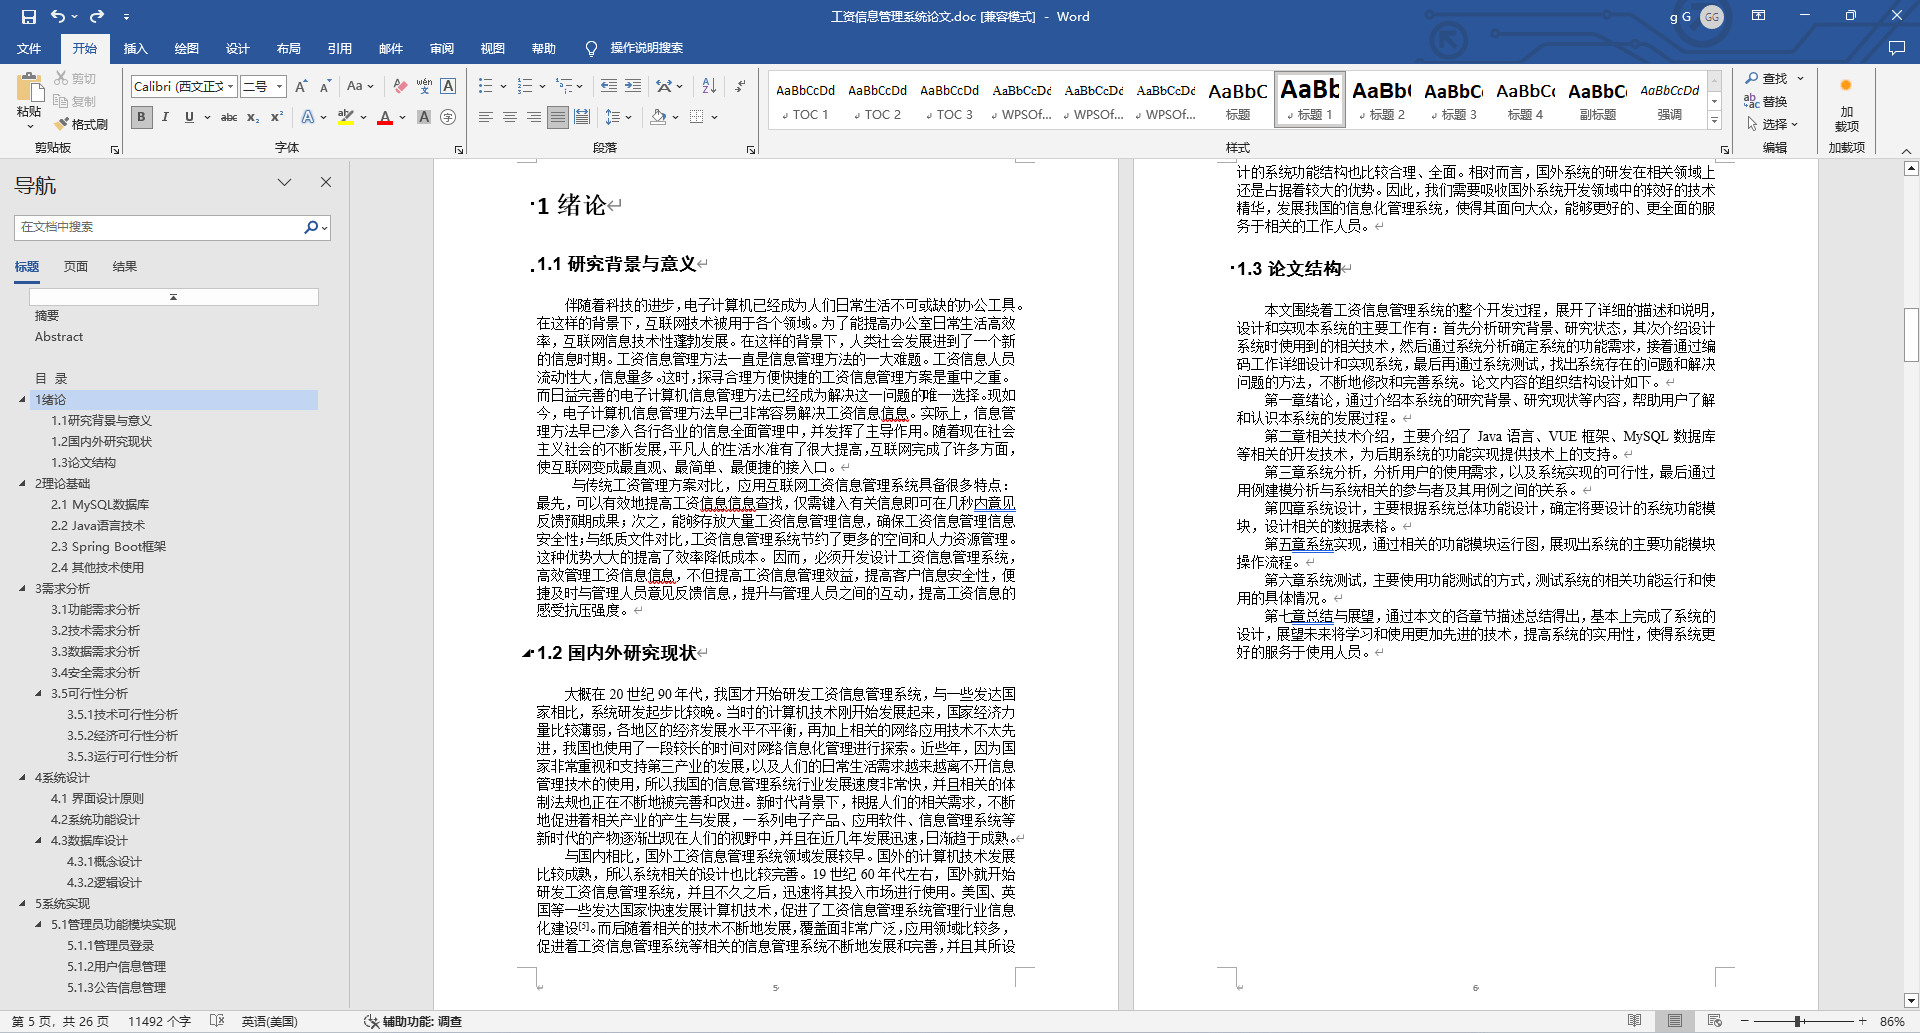 工资信息管理系统论文.doc [兼容模式] - Word
g G
GG
文件
开始
插入
绘图
设计
布局
引用
邮件
审阅
视图
帮助
操作说明搜索
粘贴
剪切
复制
格式刷
剪贴板
Calibri (西文正文
二号
字体
段落
AaBbCcDd
TOC 1
AaBbCcDd
TOC 2
AaBbCcDd
TOC 3
AaBbCcDd
WPSOf...
AaBbCcDd
WPSOf...
AaBbCcDd
WPSOf...
AaBbC
标题
AaBb
标题 1
AaBb(
标题 2
AaBbC
标题 3
AaBbC
标题 4
AaBbC
副标题
AaBbCcDd
强调
样式
查找
替换
选择
编辑
加
载项
加载项
导航
在文档中搜索
标题
页面
结果
摘要
Abstract
目 录
1绪论
1.1研究背景与意义
1.2国内外研究现状
1.3论文结构
2理论基础
2.1 MySQL数据库
2.2 Java语言技术
2.3 Spring Boot框架
2.4 其他技术使用
3需求分析
3.1功能需求分析
3.2技术需求分析
3.3数据需求分析
3.4安全需求分析
3.5可行性分析
3.5.1技术可行性分析
3.5.2经济可行性分析
3.5.3运行可行性分析
4系统设计
4.1 界面设计原则
4.2系统功能设计
4.3数据库设计
4.3.1概念设计
4.3.2逻辑设计
5系统实现
5.1管理员功能模块实现
5.1.1管理员登录
5.1.2用户信息管理
5.1.3公告信息管理
1 绪论
1.1 研究背景与意义
伴随着科技的进步，电子计算机已经成为人们日常生活不可或缺的办公工具。
在这样的背景下，互联网技术被用于各个领域。为了能提高办公室日常生活高效
率，互联网信息技术性蓬勃发展。在这样的背景下，人类社会发展进到了一个新
的信息时期。工资信息管理方法一直是信息管理方法的一大难题。工资信息人员
流动性大，信息量多。这时，探寻合理方便快捷的工资信息管理方案是重中之重。
而日益完善的电子计算机信息管理方法已经成为解决这一问题的唯一选择。现如
今，电子计算机信息管理方法早已非常容易解决工资信息信息。实际上，信息管
理方法早已渗入各行各业的信息全面管理中，并发挥了主导作用。随着现在社会
主义社会的不断发展，平凡人的生活水准有了很大提高，互联网完成了许多方面，
使互联网变成最直观、最简单、最便捷的接入口。
与传统工资管理方案对比，应用互联网工资信息管理系统具备很多特点：
最先，可以有效地提高工资信息信息查找，仅需键入有关信息即可在几秒内意见
反馈预期成果；次之，能够存放大量工资信息管理信息，确保工资信息管理信息
安全性；与纸质文件对比，工资信息管理系统节约了更多的空间和人力资源管理。
这种优势大大的提高了效率降低成本。因而，必须开发设计工资信息管理系统，
高效管理工资信息信息，不但提高工资信息管理效益，提高客户信息安全性，便
捷及时与管理人员意见反馈信息，提升与管理人员之间的互动，提高工资信息的
感受抗压强度。
1.2 国内外研究现状
大概在 20 世纪 90 年代，我国才开始研发工资信息管理系统，与一些发达国
家相比，系统研发起步比较晚。当时的计算机技术刚开始发展起来，国家经济力
量比较薄弱，各地区的经济发展水平不平衡，再加上相关的网络应用技术不太先
进，我国也使用了一段较长的时间对网络信息化管理进行探索。近些年，因为国
家非常重视和支持第三产业的发展，以及人们的日常生活需求越来越离不开信息
管理技术的使用，所以我国的信息管理系统行业发展速度非常快，并且相关的体
制法规也正在不断地被完善和改进。新时代背景下，根据人们的相关需求，不断
地促进着相关产业的产生与发展，一系列电子产品、应用软件、信息管理系统等
新时代的产物逐渐出现在人们的视野中，并且在近几年发展迅速，日渐趋于成熟。
与国内相比，国外工资信息管理系统领域发展较早。国外的计算机技术发展
比较成熟，所以系统相关的设计也比较完善。19 世纪 60 年代左右，国外就开始
研发工资信息管理系统，并且不久之后，迅速将其投入市场进行使用。美国、英
国等一些发达国家快速发展计算机技术，促进了工资信息管理系统管理行业信息
化建设[5]。而后随着相关的技术不断地发展，覆盖面非常广泛，应用领域比较多，
促进着工资信息管理系统等相关的信息管理系统不断地发展和完善，并且其所设
5
计的系统功能结构也比较合理、全面。相对而言，国外系统的研发在相关领域上
还是占据着较大的优势。因此，我们需要吸收国外系统开发领域中的较好的技术
精华，发展我国的信息化管理系统，使得其面向大众，能够更好的、更全面的服
务于相关的工作人员。
1.3 论文结构
本文围绕着工资信息管理系统的整个开发过程，展开了详细的描述和说明，
设计和实现本系统的主要工作有：首先分析研究背景、研究状态，其次介绍设计
系统时使用到的相关技术，然后通过系统分析确定系统的功能需求，接着通过编
码工作详细设计和实现系统，最后再通过系统测试，找出系统存在的问题和解决
问题的方法，不断地修改和完善系统。论文内容的组织结构设计如下。
第一章绪论，通过介绍本系统的研究背景、研究现状等内容，帮助用户了解
和认识本系统的发展过程。
第二章相关技术介绍，主要介绍了 Java 语言、VUE 框架、MySQL 数据库
等相关的开发技术，为后期系统的功能实现提供技术上的支持。
第三章系统分析，分析用户的使用需求，以及系统实现的可行性，最后通过
用例建模分析与系统相关的参与者及其用例之间的关系。
第四章系统设计，主要根据系统总体功能设计，确定将要设计的系统功能模
块，设计相关的数据表格。
第五章系统实现，通过相关的功能模块运行图，展现出系统的主要功能模块
操作流程。
第六章系统测试，主要使用功能测试的方式，测试系统的相关功能运行和使
用的具体情况。
第七章总结与展望，通过本文的各章节描述总结得出，基本上完成了系统的
设计，展望未来将学习和使用更加先进的技术，提高系统的实用性，使得系统更
好的服务于使用人员。
6
第 5 页，共 26 页
11492 个字
英语(美国)
辅助功能: 调查
86%